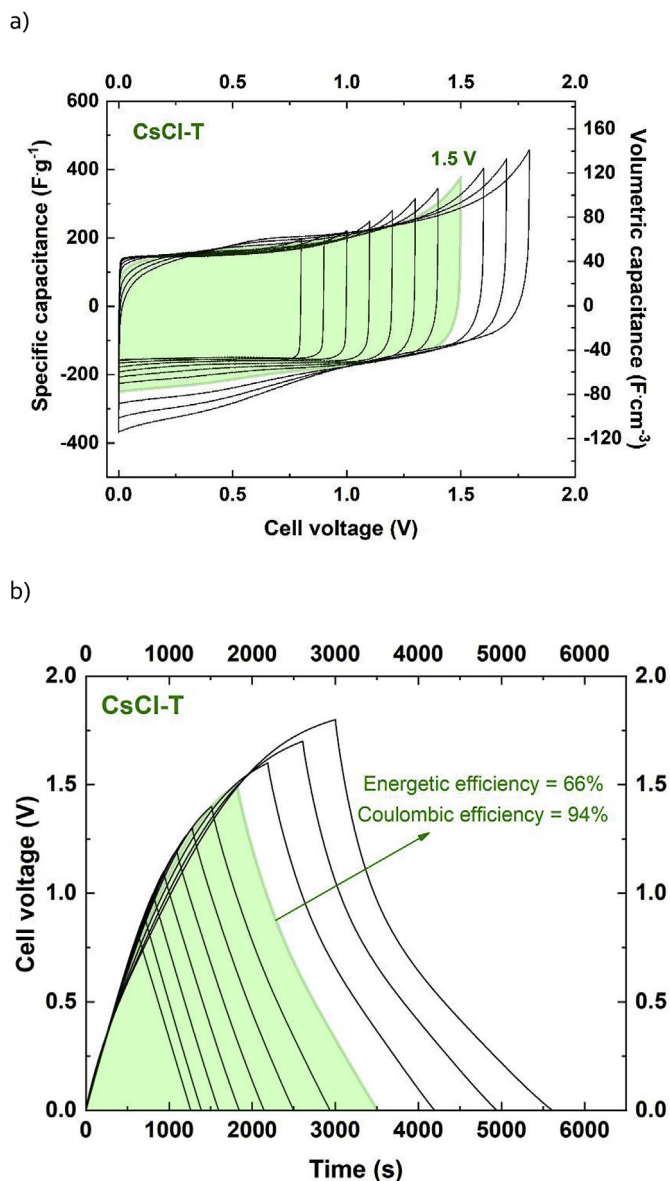 a)
0.0 0.5 1.0 1.5 2.0
600
400
200
0
-200
-400
160
120
80
40
0
-40
-80
-120
CsCl-T
1.5 V
Specific capacitance (F·g⁻¹)
Volumetric capacitance (F·cm⁻³)
0.0 0.5 1.0 1.5 2.0
Cell voltage (V)
b)
0 1000 2000 3000 4000 5000 6000
2.0
1.5
1.0
0.5
0.0
2.0
1.5
1.0
0.5
0.0
CsCl-T
Energetic efficiency = 66%
Coulombic efficiency = 94%
Cell voltage (V)
0 1000 2000 3000 4000 5000 6000
Time (s)